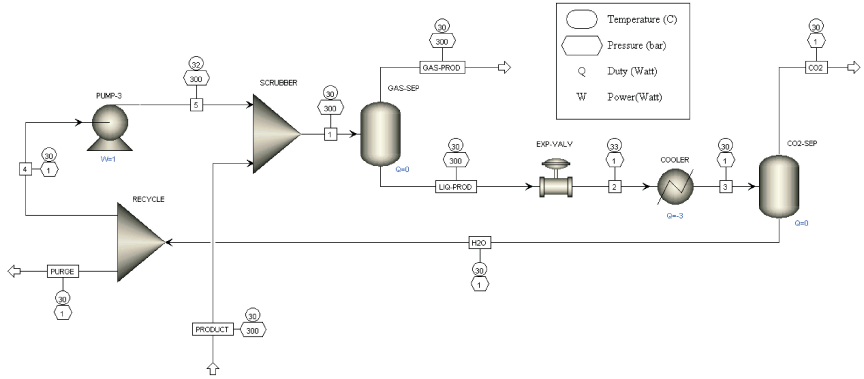 Temperature (C)
Pressure (bar)
Q Duty (Watt)
W Power(Watt)
30
300
GAS-PROD
30
1
CO2
32
300
5
PUMP-3
W=1
SCRUBBER
30
300
1
GAS-SEP
Q=0
30
300
LIQ-PROD
EXP-VALV
33
1
2
COOLER
Q=-3
30
1
3
CO2-SEP
Q=0
4
30
1
RECYCLE
H2O
30
1
PURGE
30
1
PRODUCT
30
300